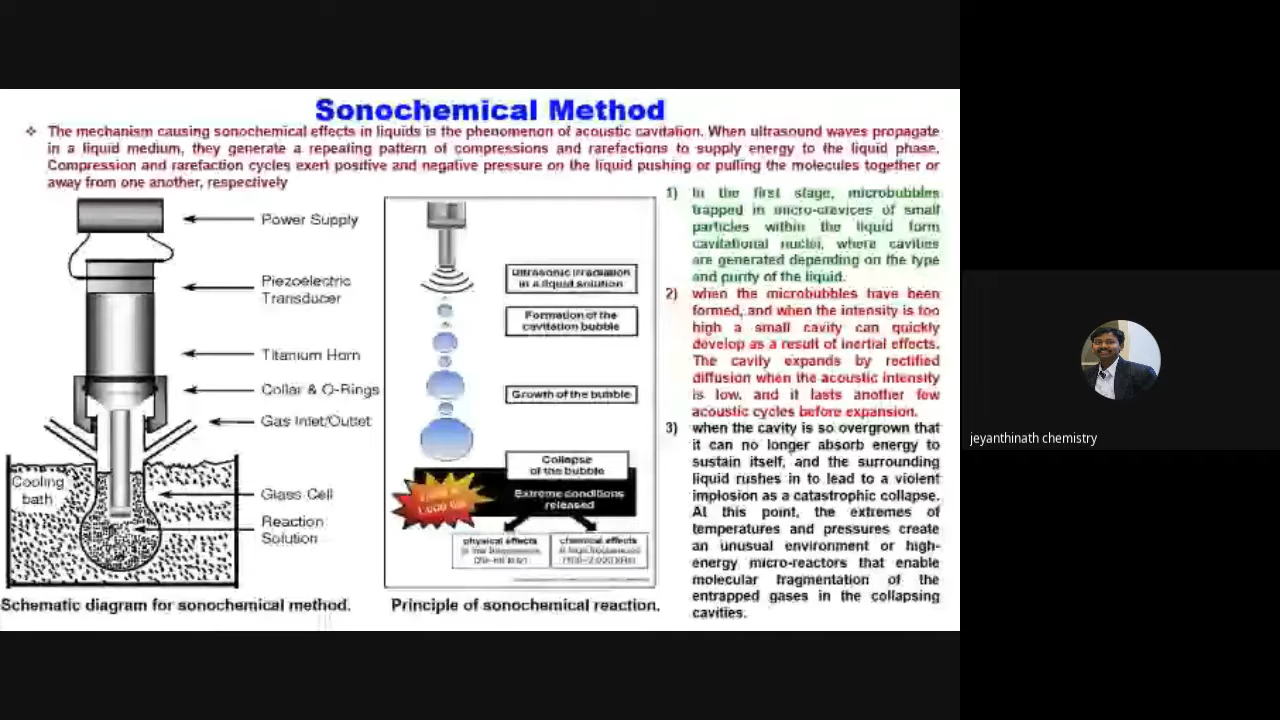 Sonochemical Method
❖ The mechanism causing sonochemical effects in liquids is the phenomenon of acoustic cavitation. When ultrasound waves propagate
in a liquid medium, they generate a repealing pattern of compressions and rarefactions to supply energy to the liquid phase.
Compression and rarefaction cycles exert positive and negative pressure on the liquid pushing or pulling the molecules together or
away from one another, respectively
Power Supply
Piezoelectric
Transducer
Titanium Horn
Collar & O-Rings
Gas Inlet/Outlet
Cooling
bath
Glass Cell
Reaction
Solution
Schematic diagram for sonochemical method.
Ultrasonic irradiation
in a liquid solution
Formation of the
cavitation bubble
Growth of the bubble
Collapse
of the bubble
Extreme conditions
released
physical effects
chemical effects
Principle of sonochemical reaction.
1) In the first stage, microbubbles
trapped in micro-crevices of small
particles within the liquid form
cavitational nuclei, where cavities
are generated depending on the type
and purity of the liquid.
2) when the microbubbles have been
formed, and when the intensity is too
high a small cavity can quickly
develop as a result of inertial effects.
The cavity expands by rectified
diffusion when the acoustic intensity
is low, and it lasts another few
acoustic cycles before expansion.
3) when the cavity is so overgrown that
it can no longer absorb energy to
sustain itself, and the surrounding
liquid rushes in to lead to a violent
implosion as a catastrophic collapse.
At this point, the extremes of
temperatures and pressures create
an unusual environment or high-
energy micro-reactors that enable
molecular fragmentation of the
entrapped gases in the collapsing
cavities.
jeyanthinath chemistry